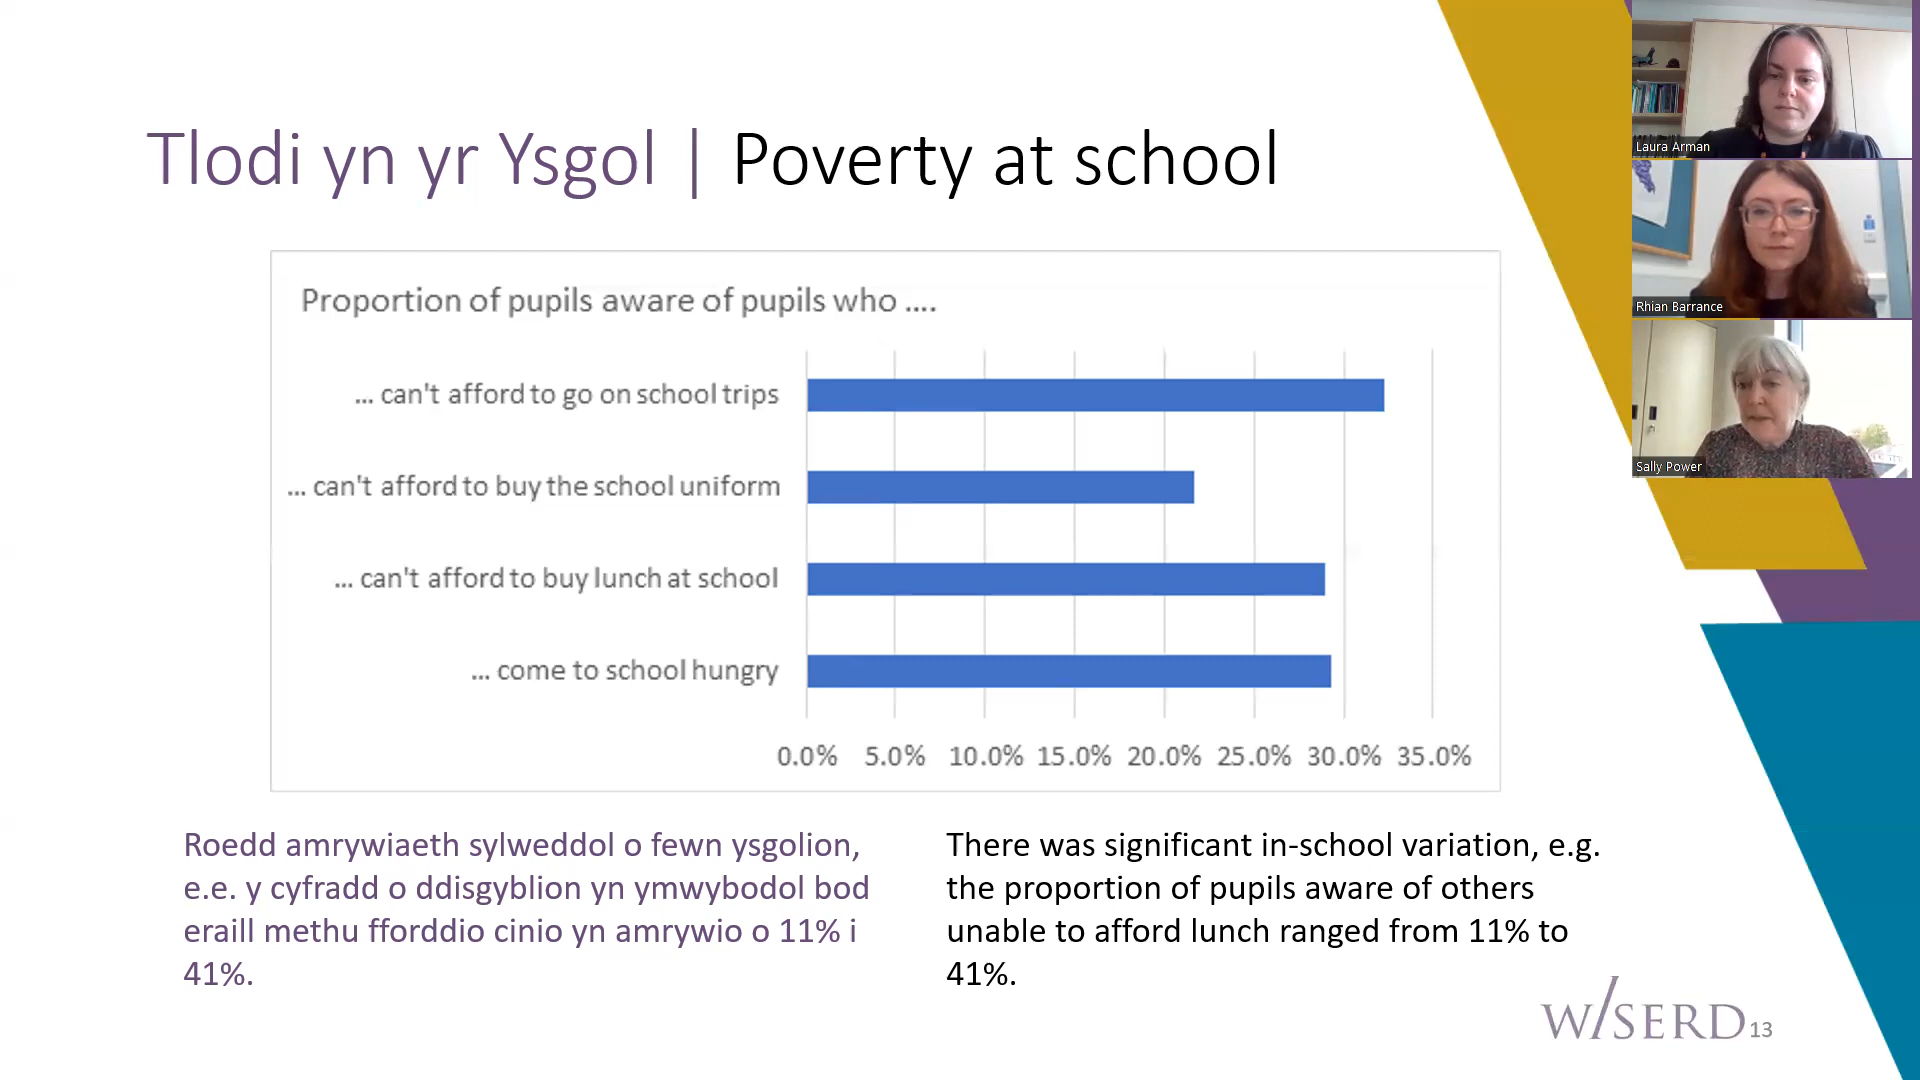 Tlodi yn yr Ysgol | Poverty at school
Proportion of pupils aware of pupils who ....
... can't afford to go on school trips
... can't afford to buy the school uniform
... can't afford to buy lunch at school
... come to school hungry
0.0% 5.0% 10.0% 15.0% 20.0% 25.0% 30.0% 35.0%
Roedd amrywiaeth sylweddol o fewn ysgolion,
e.e. y cyfradd o ddisgyblion yn ymwybodol bod
eraill methu fforddio cinio yn amrywio o 11% i
41%.
There was significant in-school variation, e.g.
the proportion of pupils aware of others
unable to afford lunch ranged from 11% to
41%.
WISERD 13
Laura Arman
Rhian Barrance
Sally Power